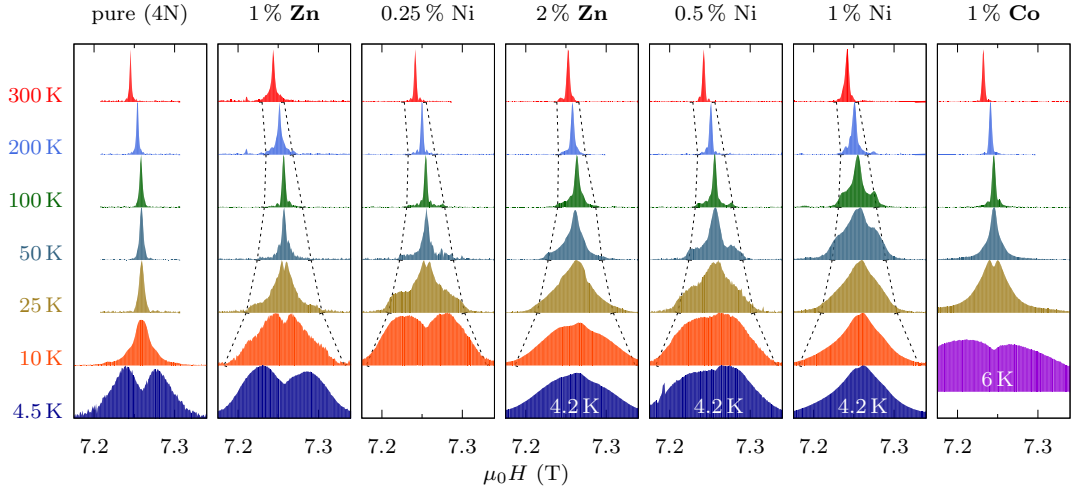 pure (4N) 1 % Zn 0.25 % Ni 2 % Zn 0.5 % Ni 1 % Ni 1 % Co
300 K
200 K
100 K
50 K
25 K
10 K
6 K
4.5 K 4.2 K 4.2 K 4.2 K
7.2 7.3 7.2 7.3 7.2 7.3 7.2 7.3 7.2 7.3 7.2 7.3 7.2 7.3
μ₀H (T)